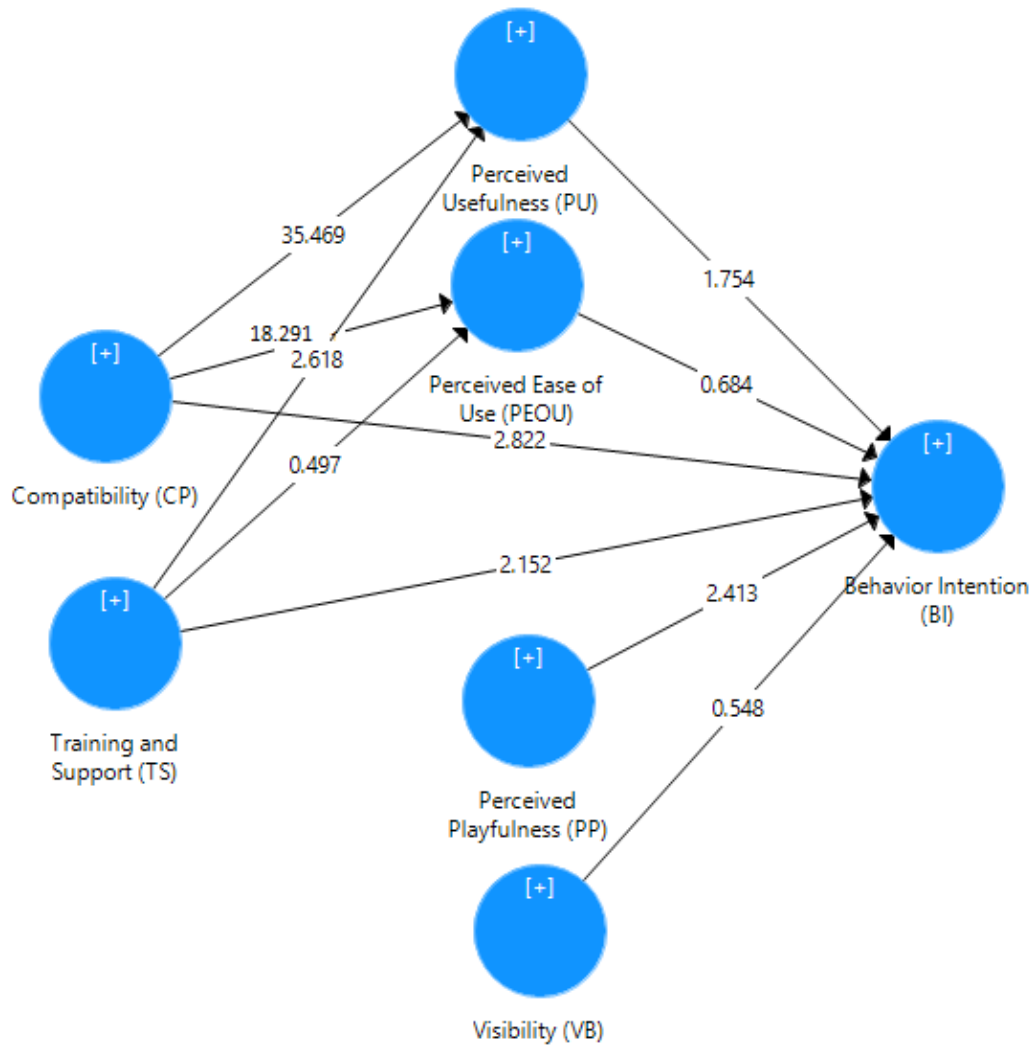 [+]
Perceived
Usefulness (PU)
35.469
[+]
1.754
18.291
2.618
[+]
Perceived Ease of
Use (PEOU)
0.684
2.822
[+]
0.497
Compatibility (CP)
2.152
Behavior Intention
(BI)
[+]
2.413
[+]
0.548
Training and
Support (TS)
Perceived
Playfulness (PP)
[+]
Visibility (VB)